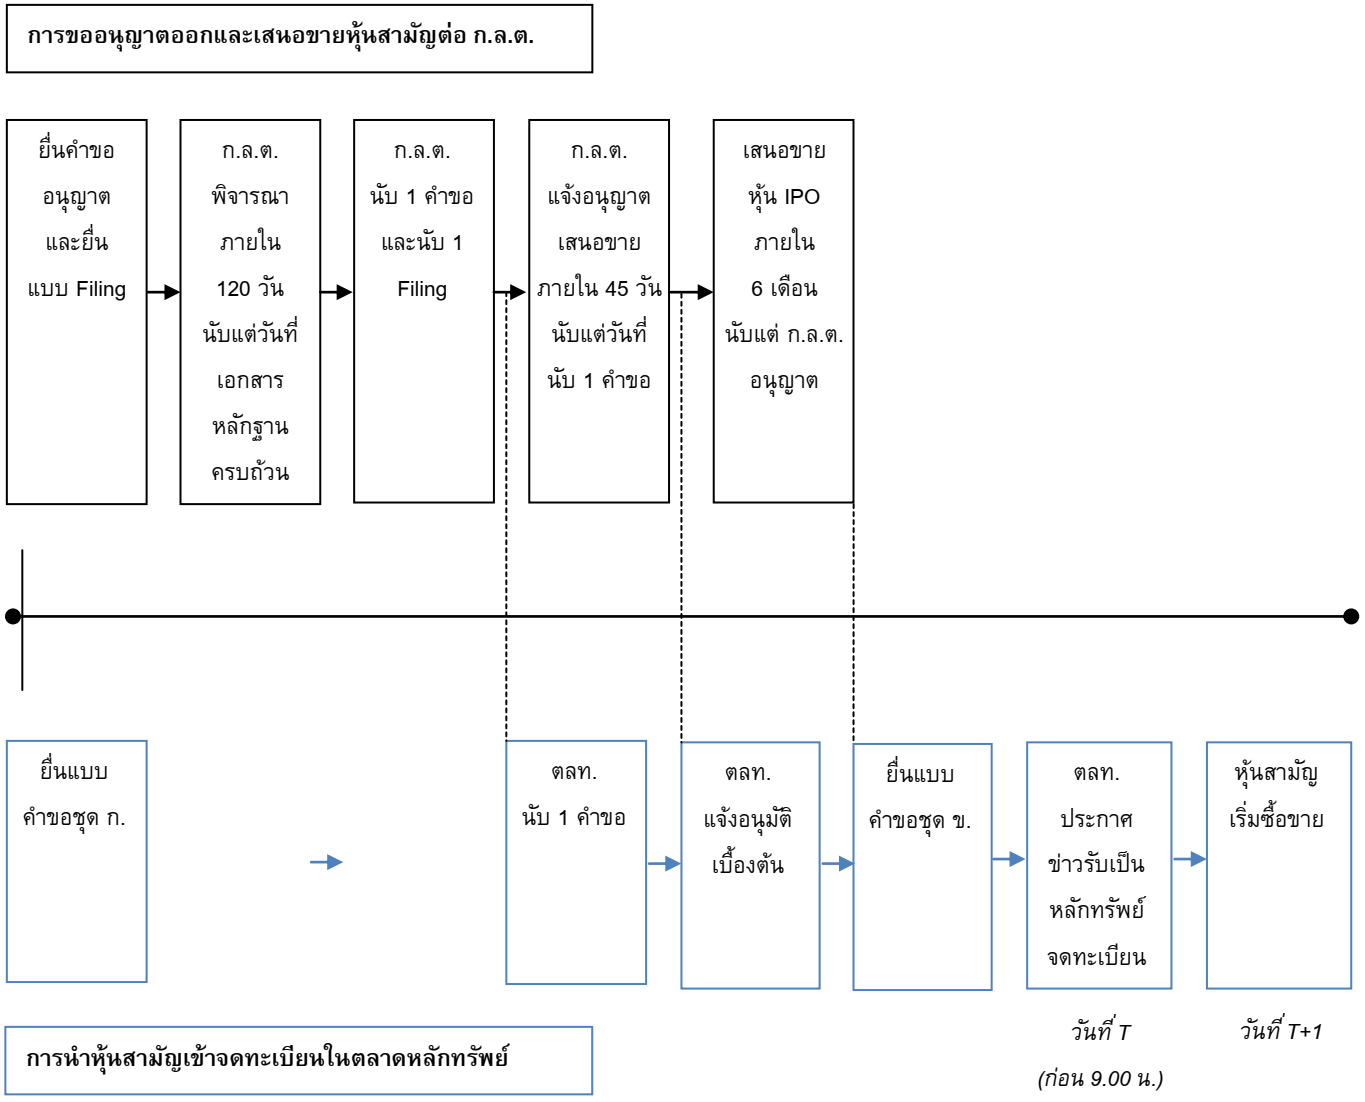 การขออนุญาตออกและเสนอขายหุ้นสามัญต่อ ก.ล.ต.
ยื่นคำขอ
อนุญาต
และยื่น
แบบ Filing
ก.ล.ต.
พิจารณา
ภายใน
120 วัน
นับแต่วันที่
เอกสาร
หลักฐาน
ครบถ้วน
ก.ล.ต.
นับ 1 คำขอ
และนับ 1
Filing
ก.ล.ต.
แจ้งอนุญาต
เสนอขาย
ภายใน 45 วัน
นับแต่วันที่
นับ 1 คำขอ
เสนอขาย
หุ้น IPO
ภายใน
6 เดือน
นับแต่ ก.ล.ต.
อนุญาต
ยื่นแบบ
คำขอชุด ก.
ตลท.
นับ 1 คำขอ
ตลท.
แจ้งอนุมัติ
เบื้องต้น
ยื่นแบบ
คำขอชุด ข.
ตลท.
ประกาศ
ข่าวรับเป็น
หลักทรัพย์
จดทะเบียน
หุ้นสามัญ
เริ่มซื้อขาย
วันที่ T
(ก่อน 9.00 น.)
วันที่ T+1
การนำหุ้นสามัญเข้าจดทะเบียนในตลาดหลักทรัพย์